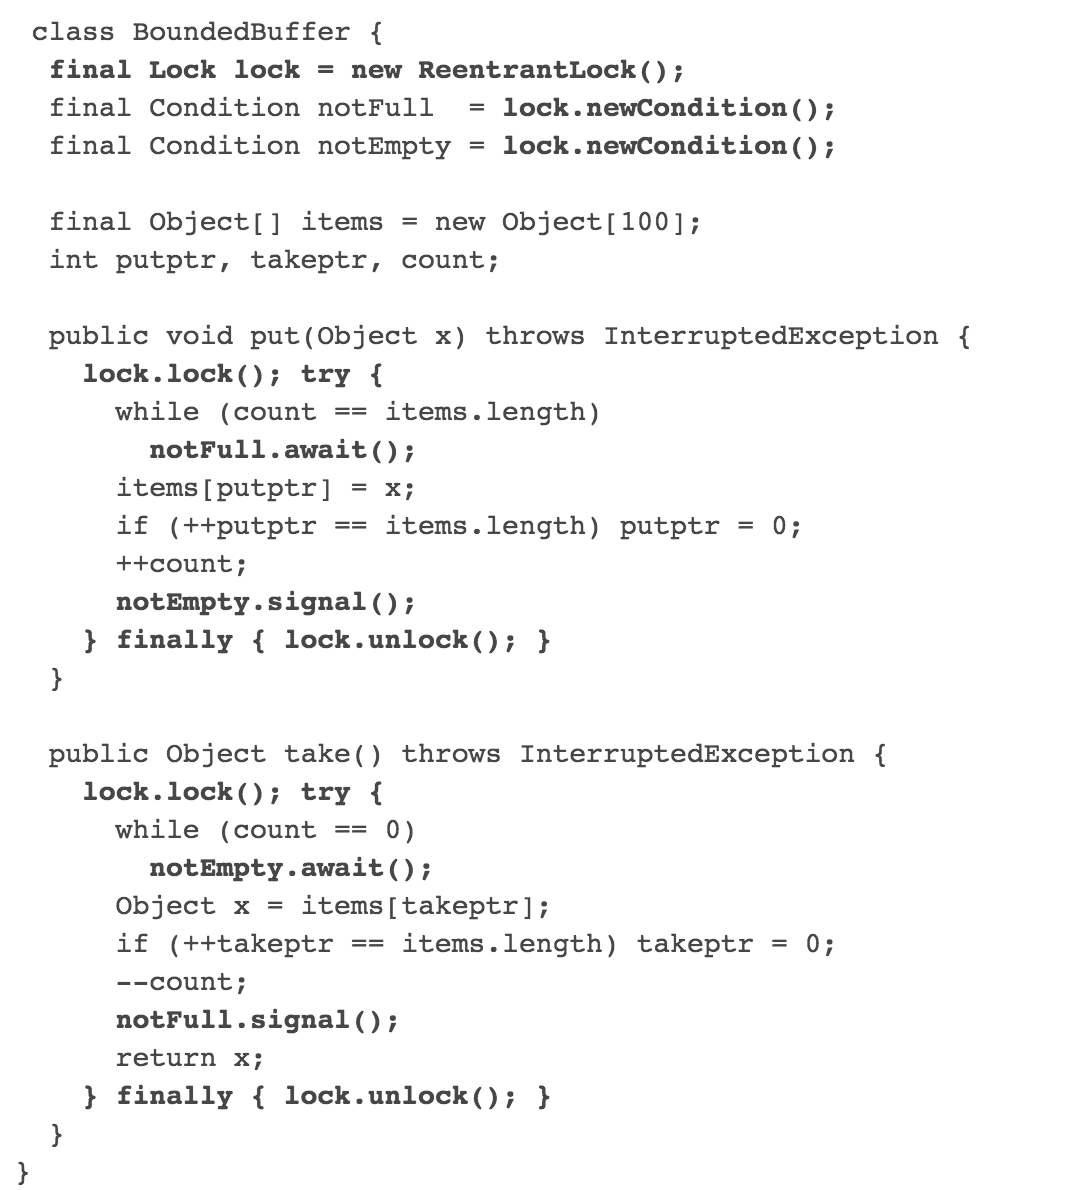 class BoundedBuffer {
final Lock lock = new ReentrantLock();
final Condition notFull  = lock.newCondition();
final Condition notEmpty = lock.newCondition();
final Object[] items = new Object[100];
int putptr, takeptr, count;
public void put(Object x) throws InterruptedException {
lock.lock(); try {
while (count == items.length)
notFull.await();
items[putptr] = x;
if (++putptr == items.length) putptr = 0;
++count;
notEmpty.signal();
} finally { lock.unlock(); }
}
public Object take() throws InterruptedException {
lock.lock(); try {
while (count == 0)
notEmpty.await();
Object x = items[takeptr];
if (++takeptr == items.length) takeptr = 0;
--count;
notFull.signal();
return x;
} finally { lock.unlock(); }
}
}